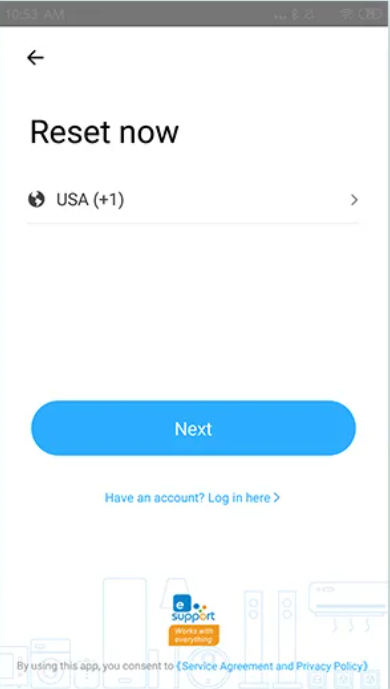 10:53 AM
Reset now
USA (+1)
Next
Have an account? Log in here >
e
support
Works with
everything
By using this app, you consent to 《Service Agreement and Privacy Policy》